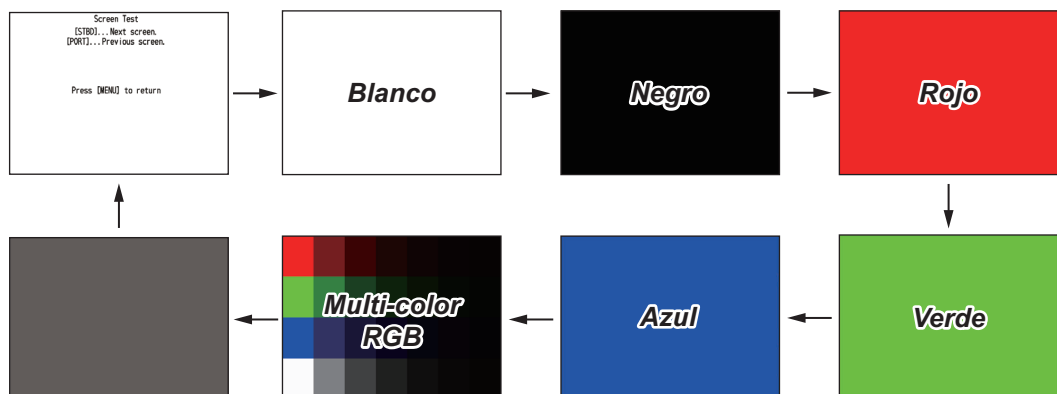 Screen Test
[STBD]...Next screen.
[PORT]...Previous screen.
Press [MENU] to return
Blanco
Negro
Rojo
Verde
Azul
Multi-color
RGB